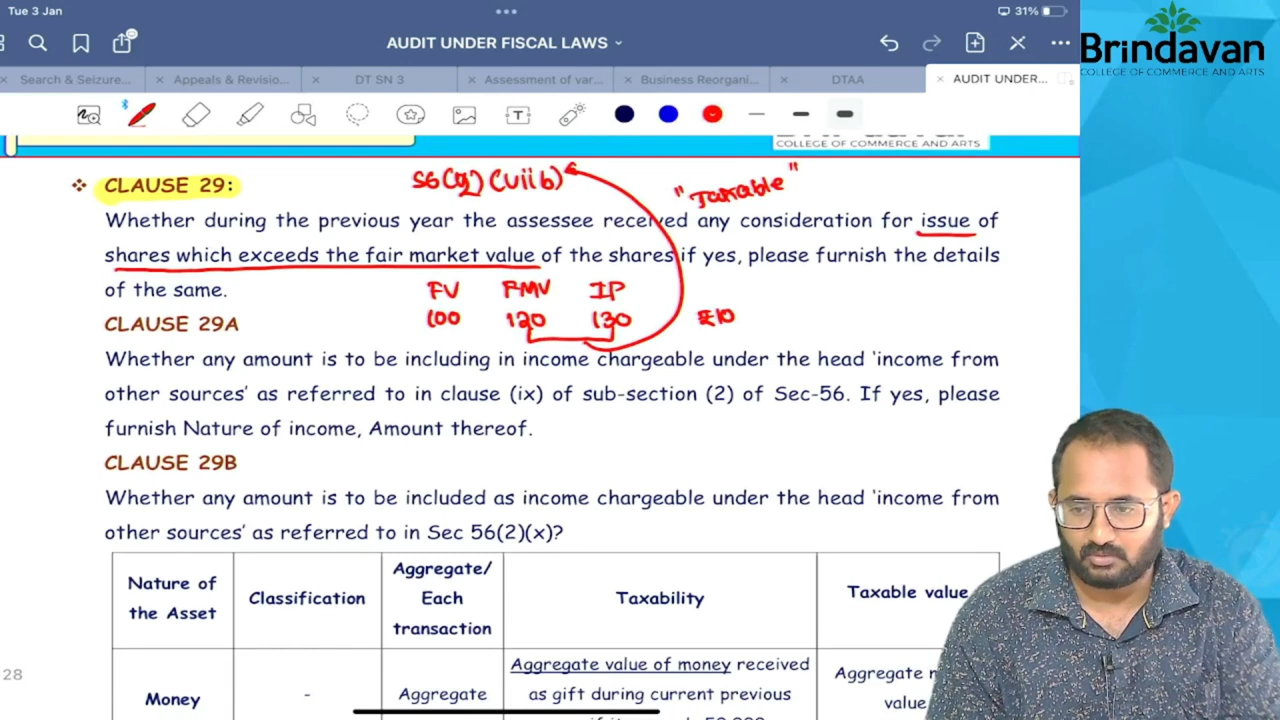 Tue 3 Jan
31%
AUDIT UNDER FISCAL LAWS
Search & Seizure...
Appeals & Revisio...
DT SN 3
Assessment of var...
Business Reorgani...
DTAA
AUDIT UNDER...
Brindavan
COLLEGE OF COMMERCE AND ARTS
COLLEGE OF COMMERCE AND ARTS
CLAUSE 29:
56(2)(viib)
"Taxable"
Whether during the previous year the assessee received any consideration for issue of
shares which exceeds the fair market value of the shares if yes, please furnish the details
of the same.
FV FMV IP
100 120 130 ₹10
CLAUSE 29A
Whether any amount is to be including in income chargeable under the head 'income from
other sources' as referred to in clause (ix) of sub-section (2) of Sec-56. If yes, please
furnish Nature of income, Amount thereof.
CLAUSE 29B
Whether any amount is to be included as income chargeable under the head 'income from
other sources' as referred to in Sec 56(2)(x)?
Nature of the Asset
Classification
Aggregate/ Each transaction
Taxability
Taxable value
Money
-
Aggregate
Aggregate value of money received
as gift during current previous
Aggregate
value
28